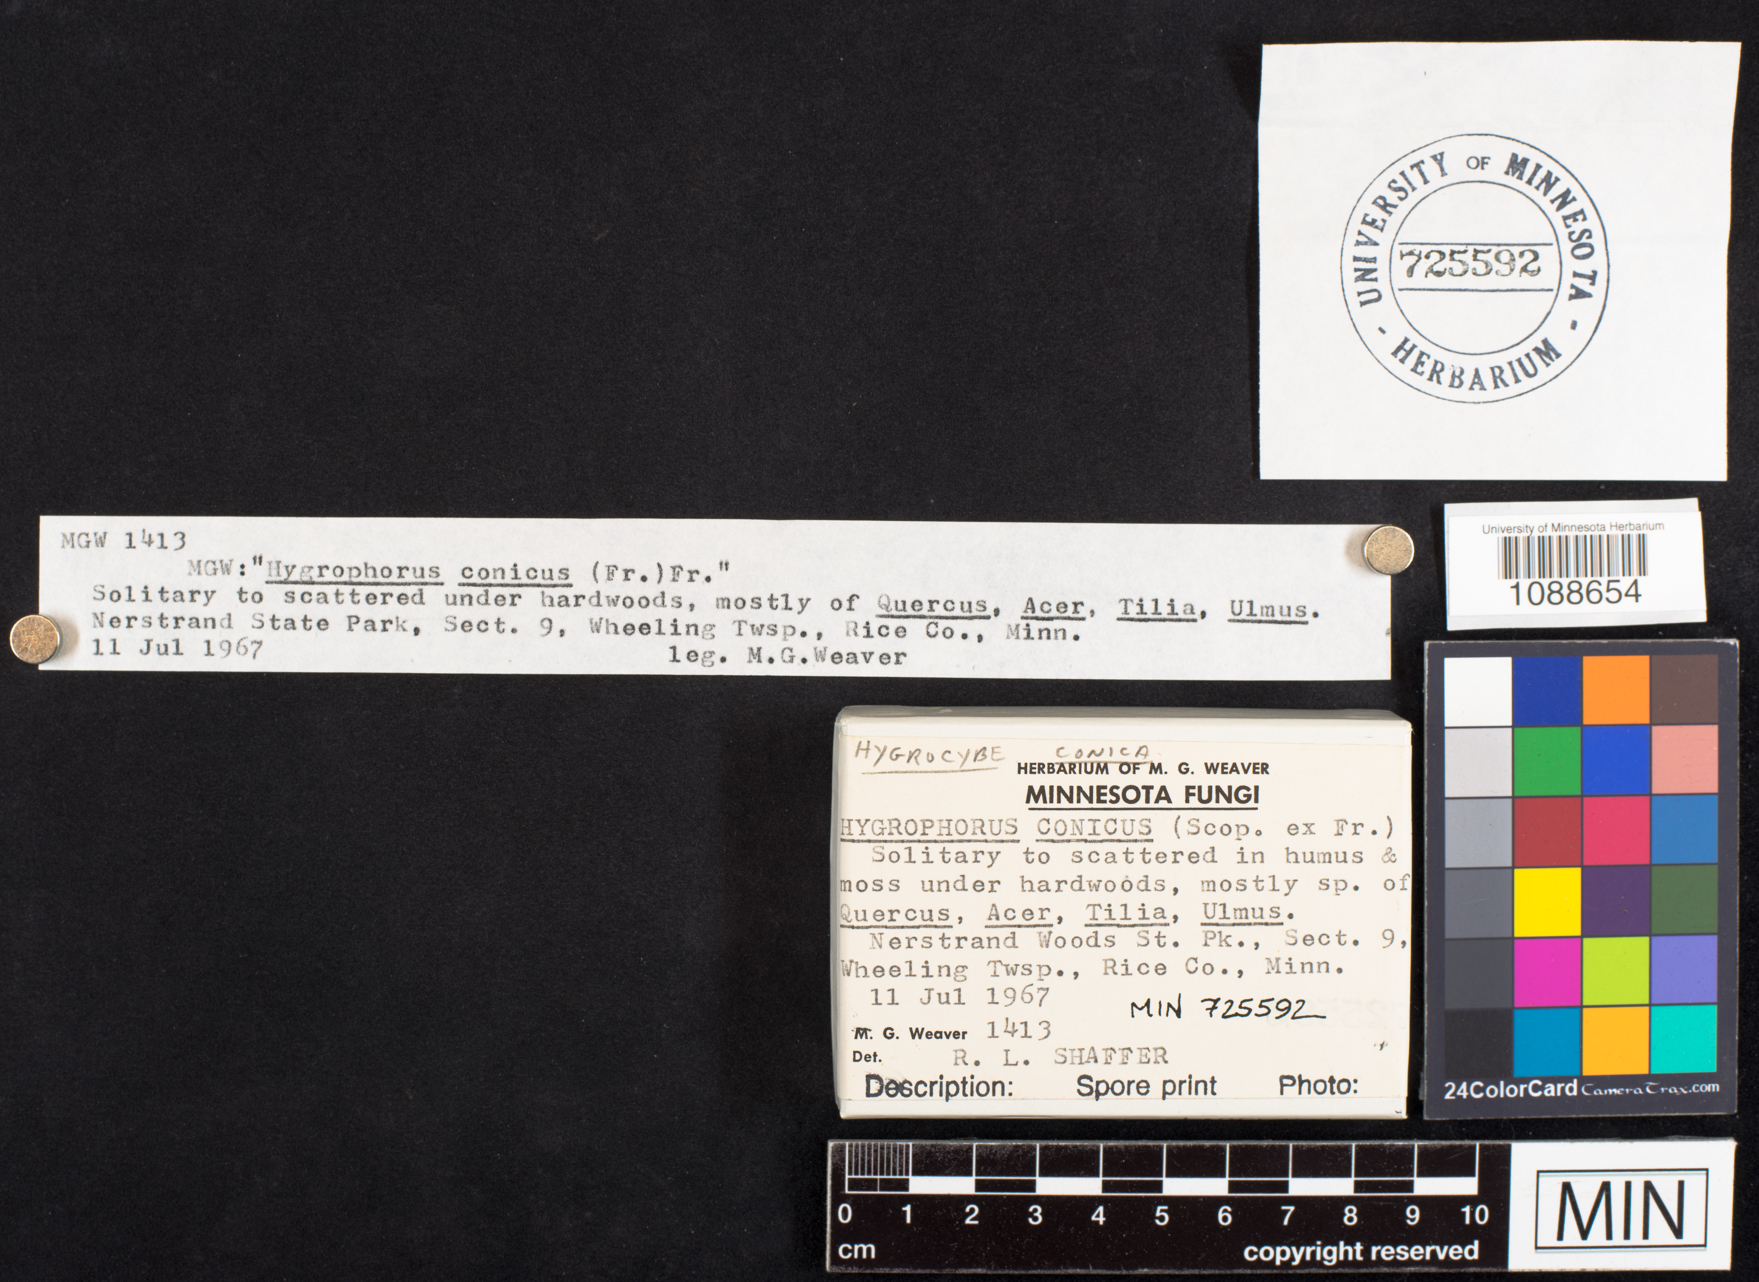 UNIVERSITY OF MINNESOTA
725592
- HERBARIUM -
MGW 1413
MGW:"Hygrophorus conicus (Fr.)Fr."
Solitary to scattered under hardwoods, mostly of Quercus, Acer, Tilia, Ulmus.
Nerstrand State Park, Sect. 9, Wheeling Twsp., Rice Co., Minn.
11 Jul 1967 leg. M.G.Weaver
University of Minnesota Herbarium
1088654
HYGROCYBE CONICA
HERBARIUM OF M. G. WEAVER
MINNESOTA FUNGI
HYGROPHORUS CONICUS (Scop. ex Fr.)
Solitary to scattered in humus &
moss under hardwoods, mostly sp. of
Quercus, Acer, Tilia, Ulmus.
Nerstrand Woods St. Pk., Sect. 9,
Wheeling Twsp., Rice Co., Minn.
11 Jul 1967
MIN 725592
M. G. Weaver 1413
Det. R. L. SHAFFER
Description: Spore print Photo:
24ColorCard CameraTrax.com
0 1 2 3 4 5 6 7 8 9 10
cm copyright reserved
MIN